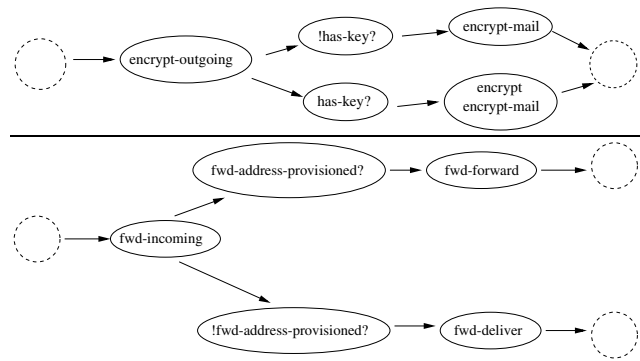 !has-key?
encrypt-mail
encrypt-outgoing
has-key?
encrypt
encrypt-mail
fwd-address-provisioned?
fwd-forward
fwd-incoming
!fwd-address-provisioned?
fwd-deliver